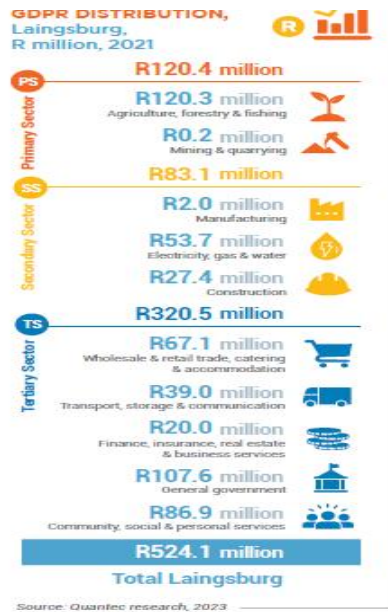 GDPR DISTRIBUTION,
Laingsburg,
R million, 2021
R
PS
Primary Sector
R120.4 million
R120.3 million
Agriculture, forestry & fishing
R0.2 million
Mining & quarrying
SS
Secondary Sector
R83.1 million
R2.0 million
Manufacturing
R53.7 million
Electricity, gas & water
R27.4 million
Construction
TS
Tertiary Sector
R320.5 million
R67.1 million
Wholesale & retail trade, catering
& accommodation
R39.0 million
Transport, storage & communication
R20.0 million
Finance, insurance, real estate
& business services
R107.6 million
General government
R86.9 million
Community, social & personal services
R524.1 million
Total Laingsburg
Source: Quantec research, 2023